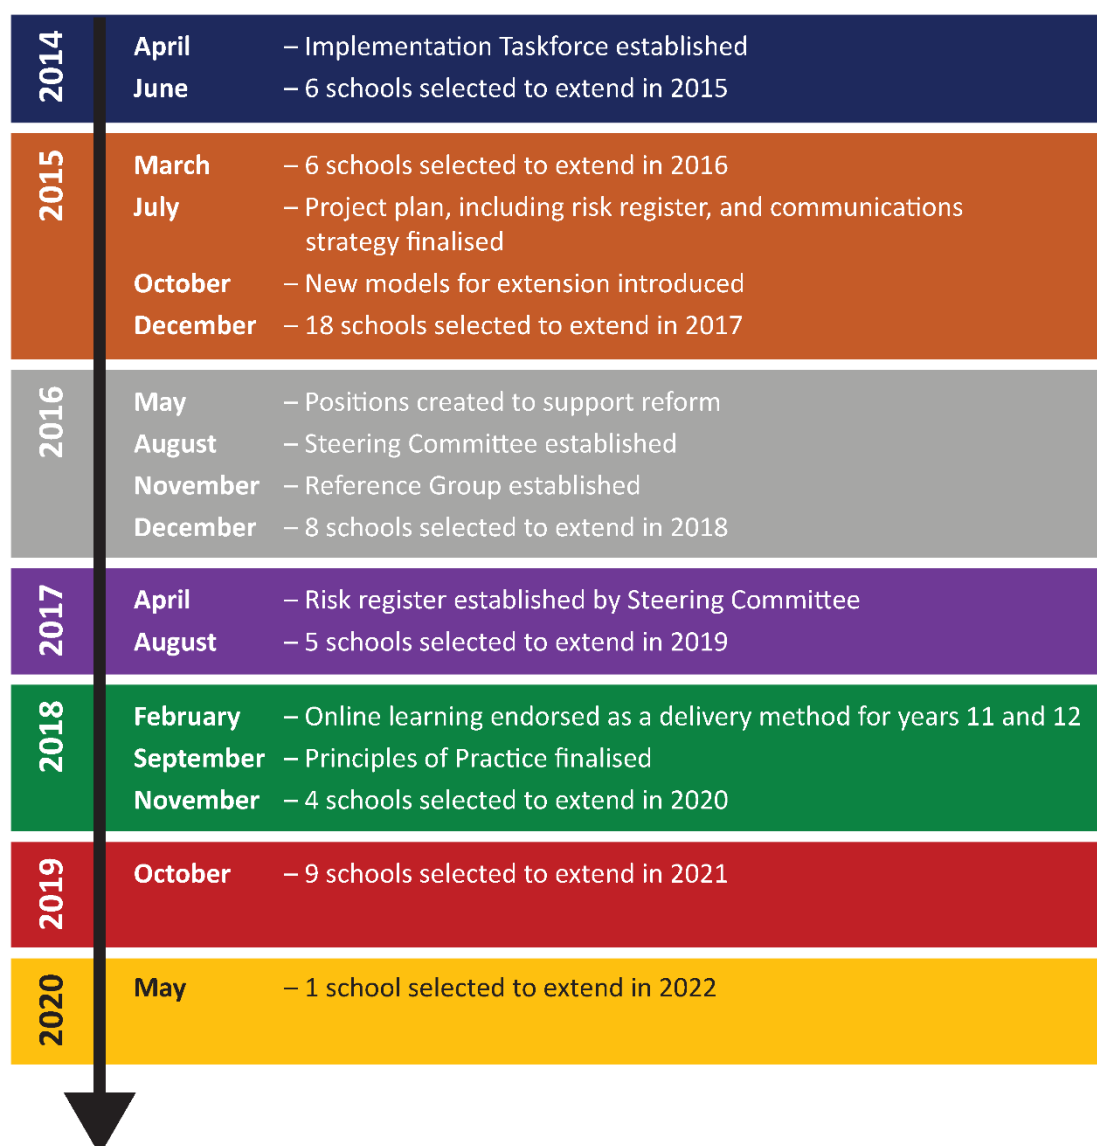 2014
April – Implementation Taskforce established
June – 6 schools selected to extend in 2015
2015
March – 6 schools selected to extend in 2016
July – Project plan, including risk register, and communications
strategy finalised
October – New models for extension introduced
December – 18 schools selected to extend in 2017
2016
May – Positions created to support reform
August – Steering Committee established
November – Reference Group established
December – 8 schools selected to extend in 2018
2017
April – Risk register established by Steering Committee
August – 5 schools selected to extend in 2019
2018
February – Online learning endorsed as a delivery method for years 11 and 12
September – Principles of Practice finalised
November – 4 schools selected to extend in 2020
2019
October – 9 schools selected to extend in 2021
2020
May – 1 school selected to extend in 2022